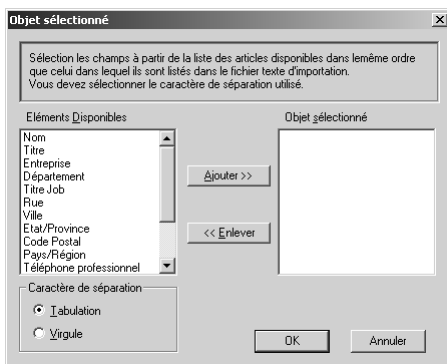 Objet sélectionné
Sélection les champs à partir de la liste des articles disponibles dans lemême ordre
que celui dans lequel ils sont listés dans le fichier texte d'importation.
Vous devez sélectionner le caractère de séparation utilisé.
Eléments Disponibles
Objet sélectionné
Nom
Titre
Entreprise
Département
Titre Job
Rue
Ville
Etat/Province
Code Postal
Pays/Région
Téléphone professionnel
Ajouter >>
<< Enlever
Caractère de séparation
Tabulation
Virgule
OK
Annuler